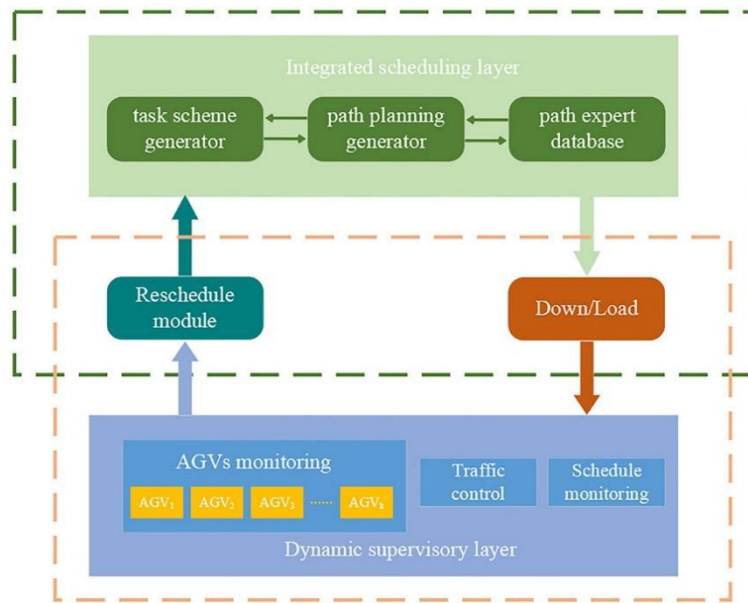 Integrated scheduling layer
task scheme
generator
path planning
generator
path expert
database
Reschedule
module
Down/Load
AGVs monitoring
AGV₁ AGV₂ AGV₃ ...... AGVₖ
Traffic
control
Schedule
monitoring
Dynamic supervisory layer